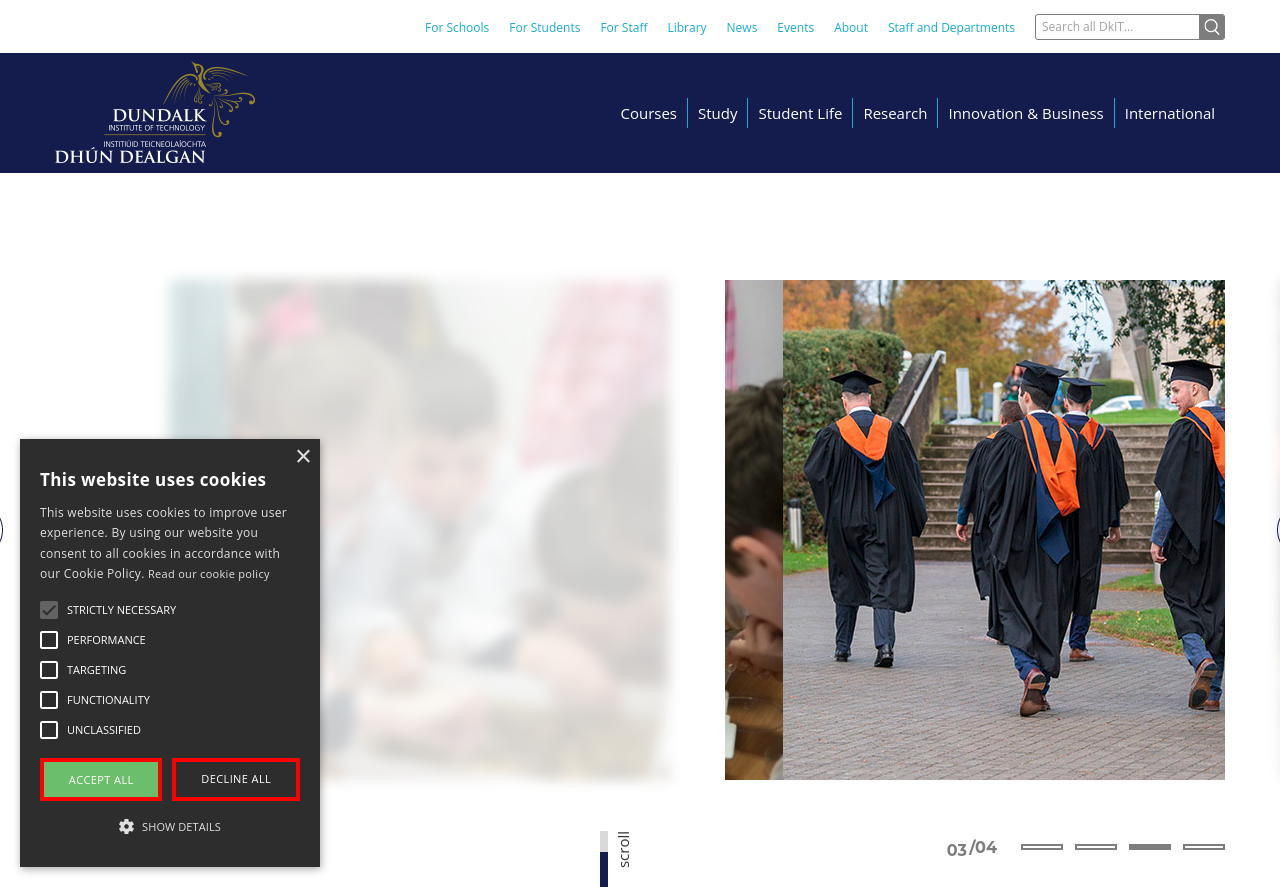 For Schools For Students For Staff Library News Events About Staff and Departments Search all DkIT...
DUNDALK
INSTITUTE OF TECHNOLOGY
INSTITIÚID TEICNEOLAÍOCHTA
DHÚN DEALGAN
Courses Study Student Life Research Innovation & Business International
×
This website uses cookies
This website uses cookies to improve user
experience. By using our website you
consent to all cookies in accordance with
our Cookie Policy. Read our cookie policy
STRICTLY NECESSARY
PERFORMANCE
TARGETING
FUNCTIONALITY
UNCLASSIFIED
ACCEPT ALL DECLINE ALL
SHOW DETAILS
scroll
03/04